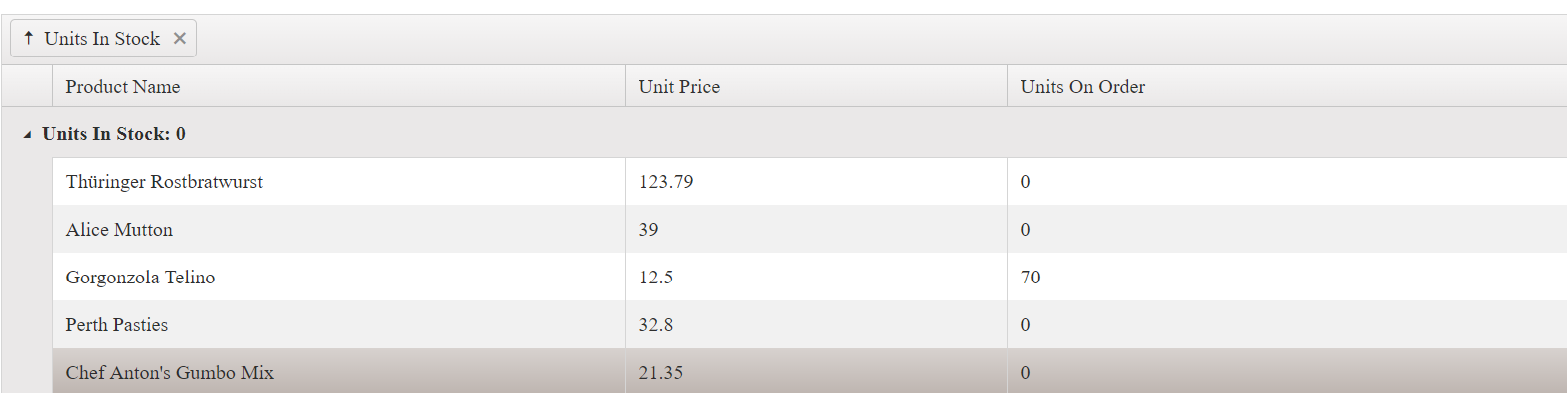 Units In Stock
Product Name Unit Price Units On Order
Units In Stock: 0
Thüringer Rostbratwurst 123.79 0
Alice Mutton 39 0
Gorgonzola Telino 12.5 70
Perth Pasties 32.8 0
Chef Anton's Gumbo Mix 21.35 0